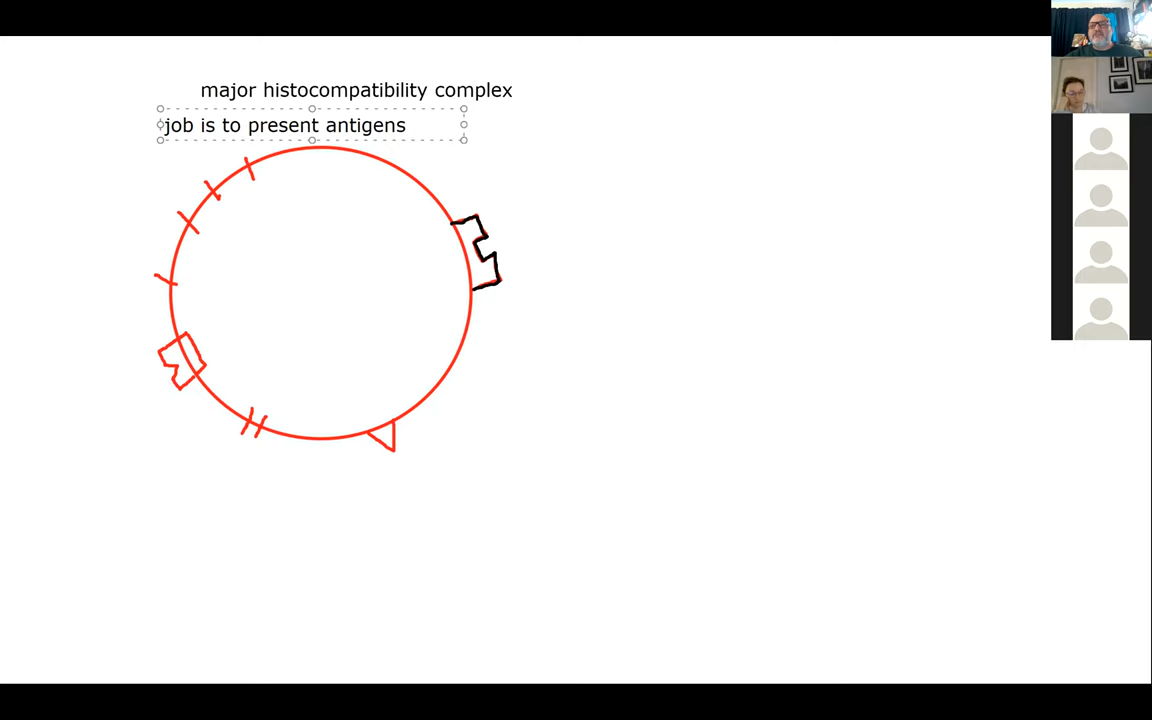 major histocompatibility complex
job is to present antigens